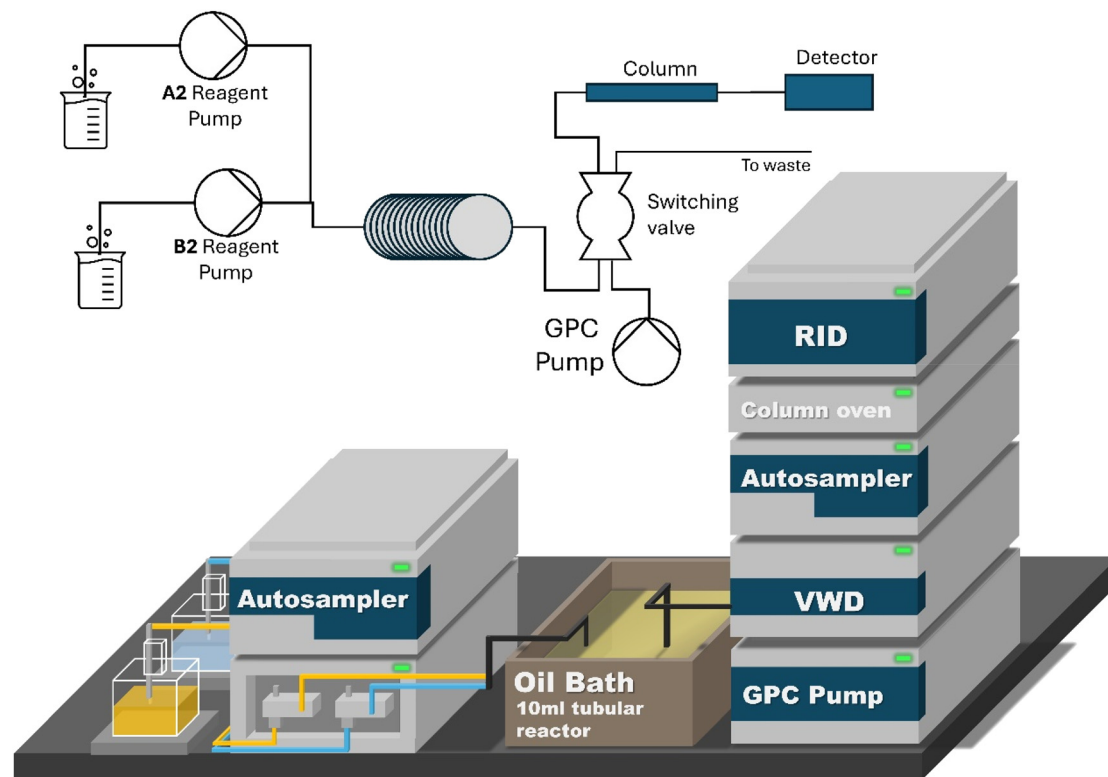 A2 Reagent
Pump
B2 Reagent
Pump
Column
Detector
To waste
Switching
valve
GPC
Pump
RID
Column oven
Autosampler
VWD
GPC Pump
Autosampler
Oil Bath
10ml tubular
reactor